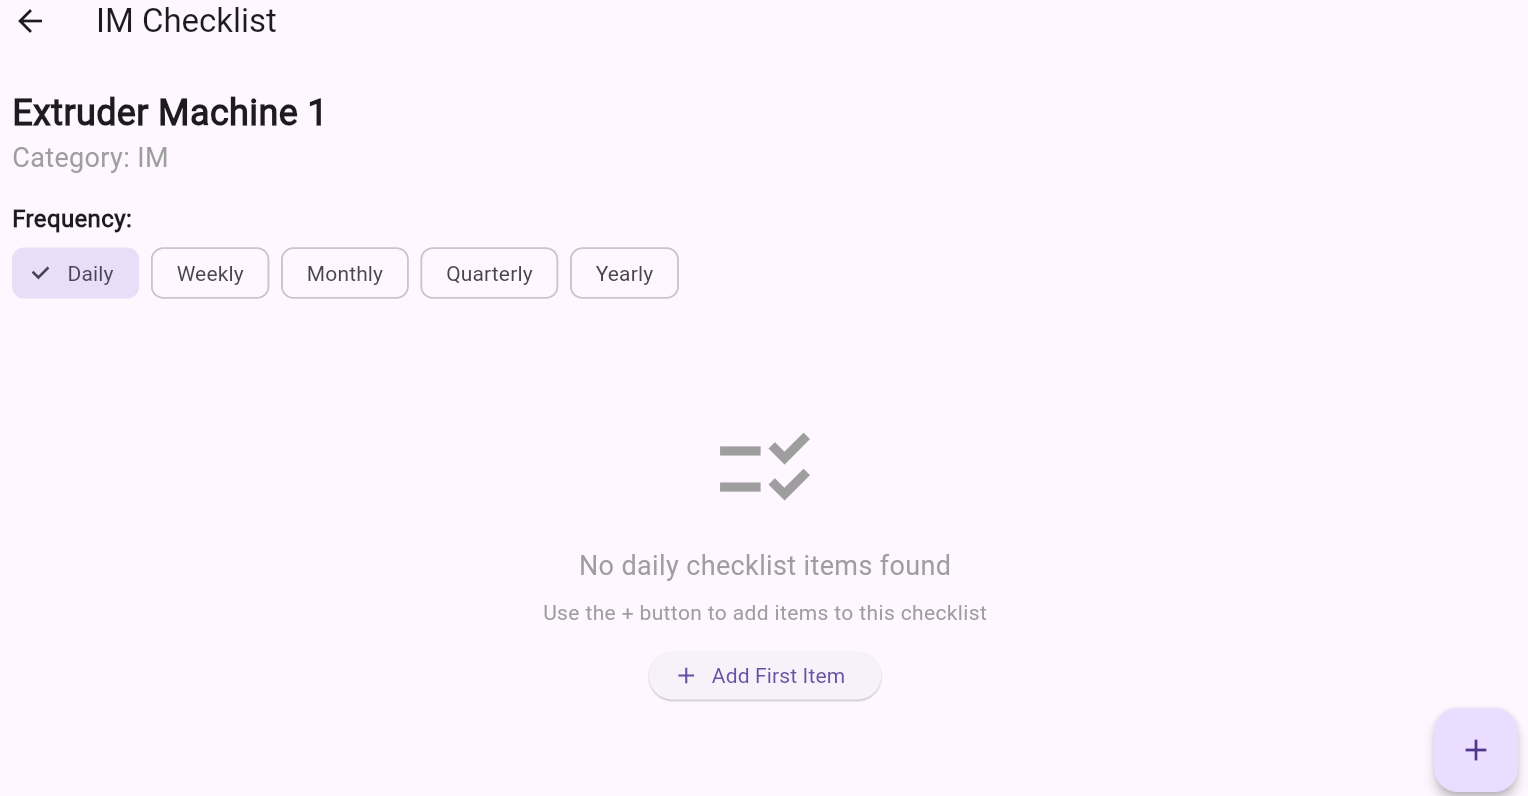 IM Checklist
Extruder Machine 1
Category: IM
Frequency:
Daily Weekly Monthly Quarterly Yearly
No daily checklist items found
Use the + button to add items to this checklist
+ Add First Item
+